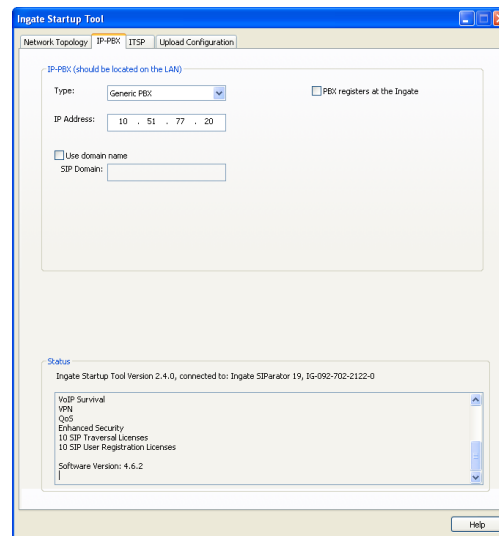 Ingate Startup Tool
Network Topology IP-PBX ITSP Upload Configuration
IP-PBX (should be located on the LAN)
Type: Generic PBX PBX registers at the Ingate
IP Address: 10 . 51 . 77 . 20
Use domain name
SIP Domain:
Status
Ingate Startup Tool Version 2.4.0, connected to: Ingate SIParator 19, IG-092-702-2122-0
VoIP Survival
VPN
QoS
Enhanced Security
10 SIP Traversal Licenses
10 SIP User Registration Licenses
Software Version: 4.6.2
Help